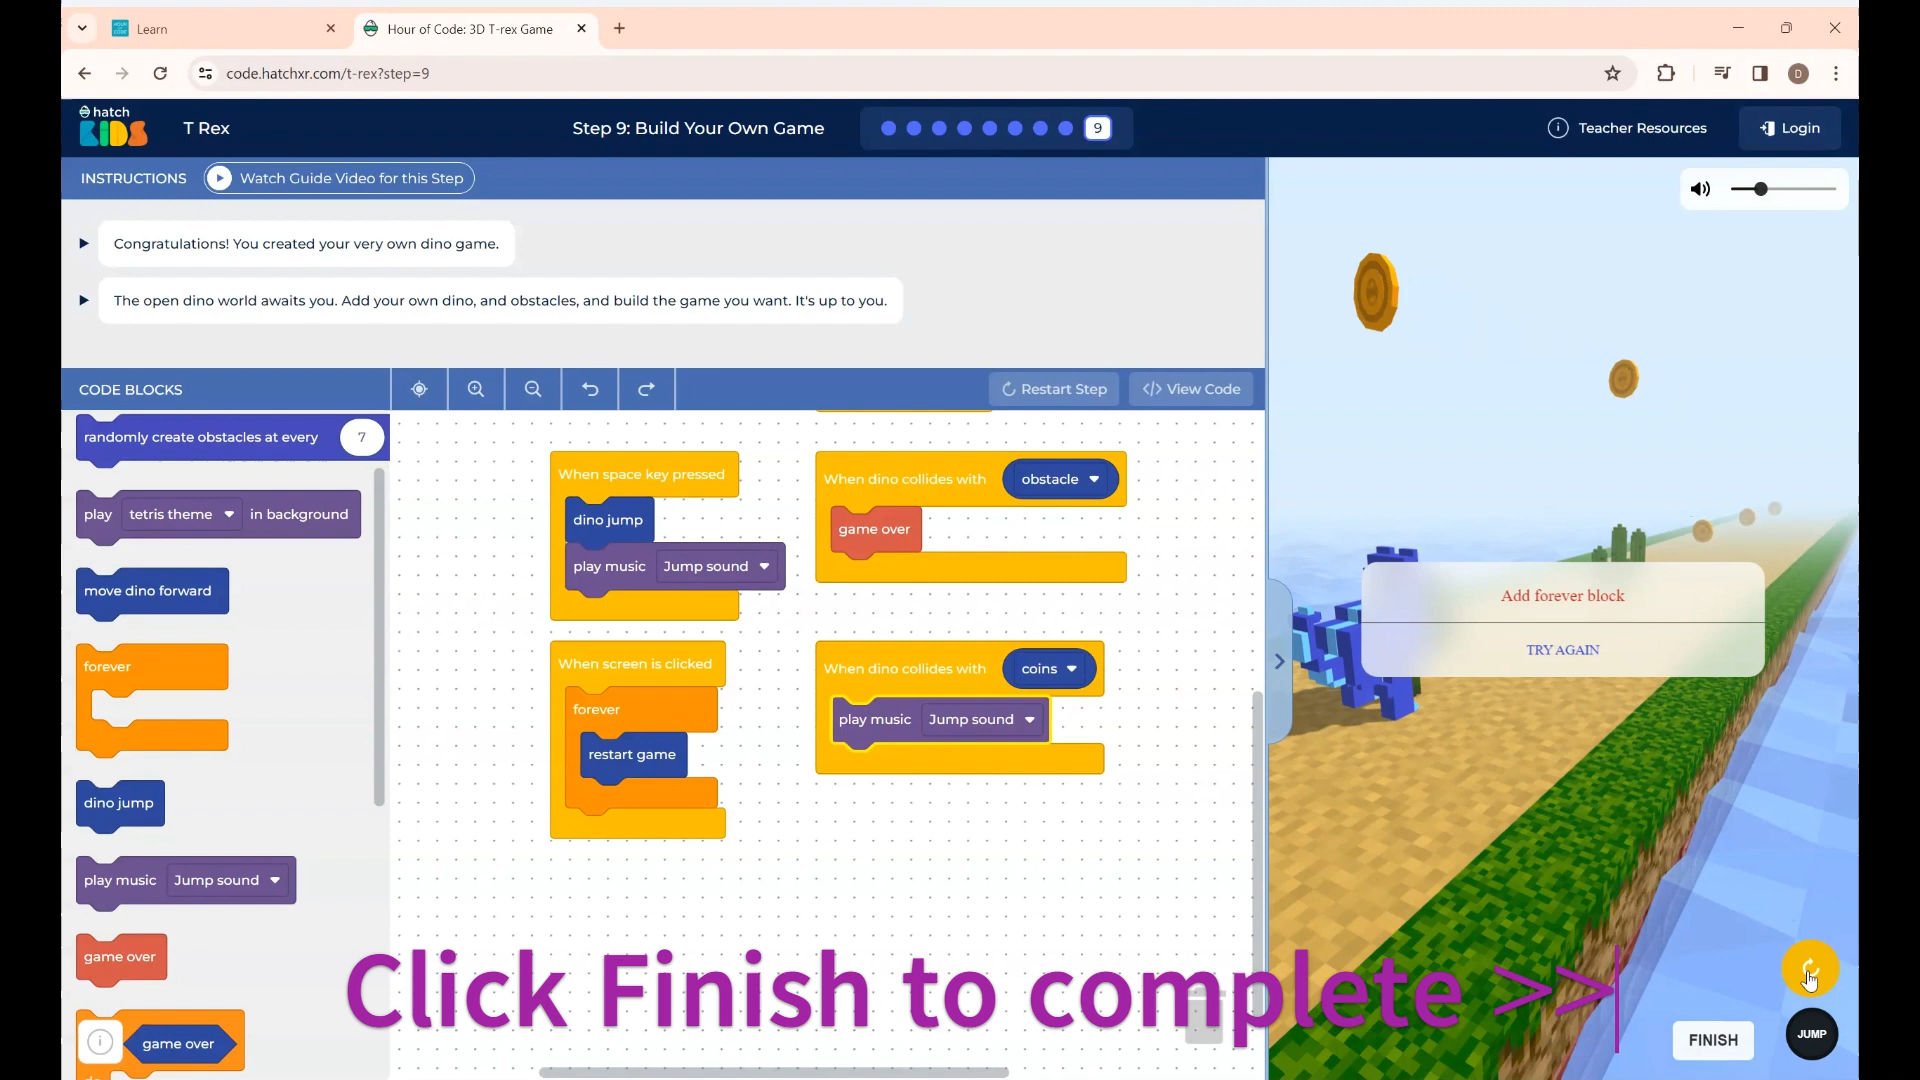 Learn
Hour of Code: 3D T-rex Game
code.hatchxr.com/t-rex?step=9
D
hatch
KIDS
T Rex
Step 9: Build Your Own Game
9
Teacher Resources
Login
INSTRUCTIONS
Watch Guide Video for this Step
Congratulations! You created your very own dino game.
The open dino world awaits you. Add your own dino, and obstacles, and build the game you want. It's up to you.
CODE BLOCKS
Restart Step
</> View Code
randomly create obstacles at every 7
play tetris theme in background
move dino forward
forever
dino jump
play music Jump sound
game over
game over
When space key pressed
dino jump
play music Jump sound
When dino collides with obstacle
game over
When screen is clicked
forever
restart game
When dino collides with coins
play music Jump sound
Add forever block
TRY AGAIN
Click Finish to complete >>
FINISH
JUMP